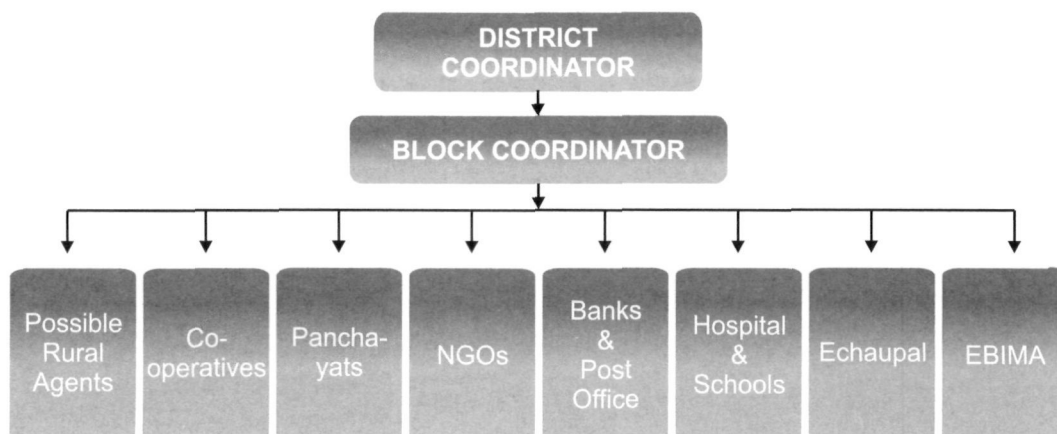 DISTRICT
COORDINATOR
BLOCK COORDINATOR
Possible
Rural
Agents
Co-
operatives
Pancha-
yats
NGOs
Banks
&
Post
Office
Hospital
&
Schools
Echaupal
EBIMA